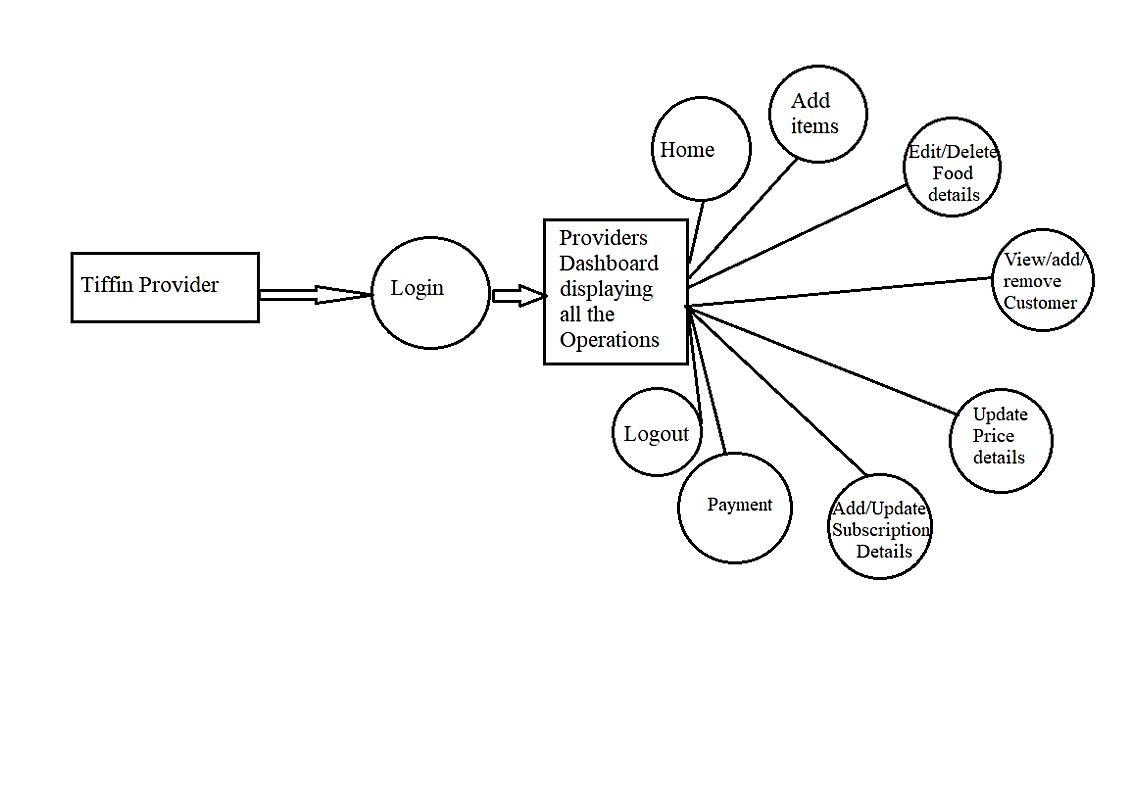 Tiffin Provider
Login
Providers
Dashboard
displaying
all the
Operations
Home
Add
items
Edit/Delete
Food
details
View/add/
remove
Customer
Update
Price
details
Add/Update
Subscription
Details
Payment
Logout